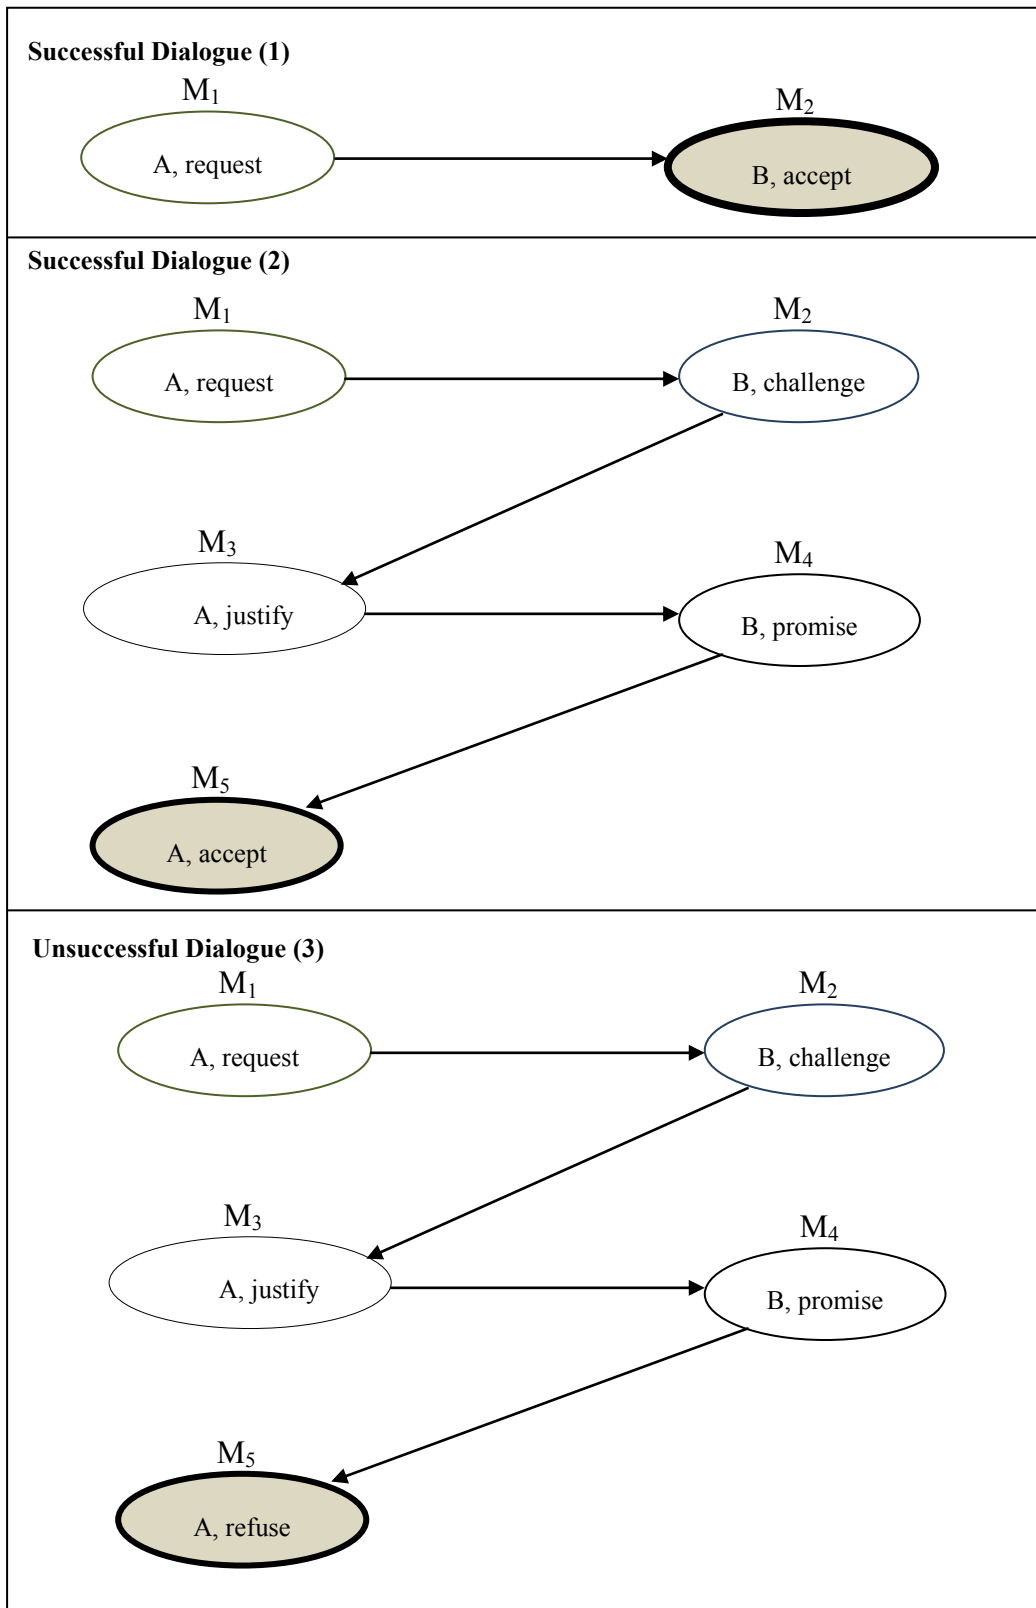 Successful Dialogue (1)
M1
M2
A, request
B, accept
Successful Dialogue (2)
M1
M2
A, request
B, challenge
M3
M4
A, justify
B, promise
M5
A, accept
Unsuccessful Dialogue (3)
M1
M2
A, request
B, challenge
M3
M4
A, justify
B, promise
M5
A, refuse